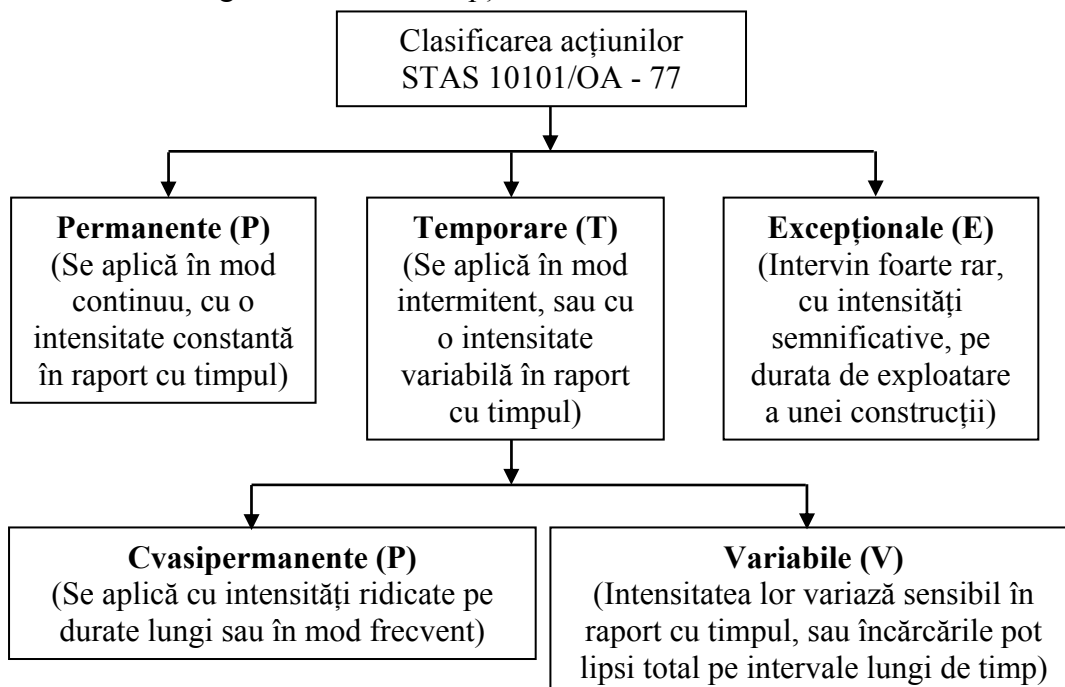 Clasificarea acțiunilor
STAS 10101/OA - 77
Permanente (P)
(Se aplică în mod
continuu, cu o
intensitate constantă
în raport cu timpul)
Temporare (T)
(Se aplică în mod
intermitent, sau cu
o intensitate
variabilă în raport
cu timpul)
Excepționale (E)
(Intervin foarte rar,
cu intensități
semnificative, pe
durata de exploatare
a unei construcții)
Cvasipermanente (P)
(Se aplică cu intensități ridicate pe
durate lungi sau în mod frecvent)
Variabile (V)
(Intensitatea lor variază sensibil în
raport cu timpul, sau încărcările pot
lipsi total pe intervale lungi de timp)